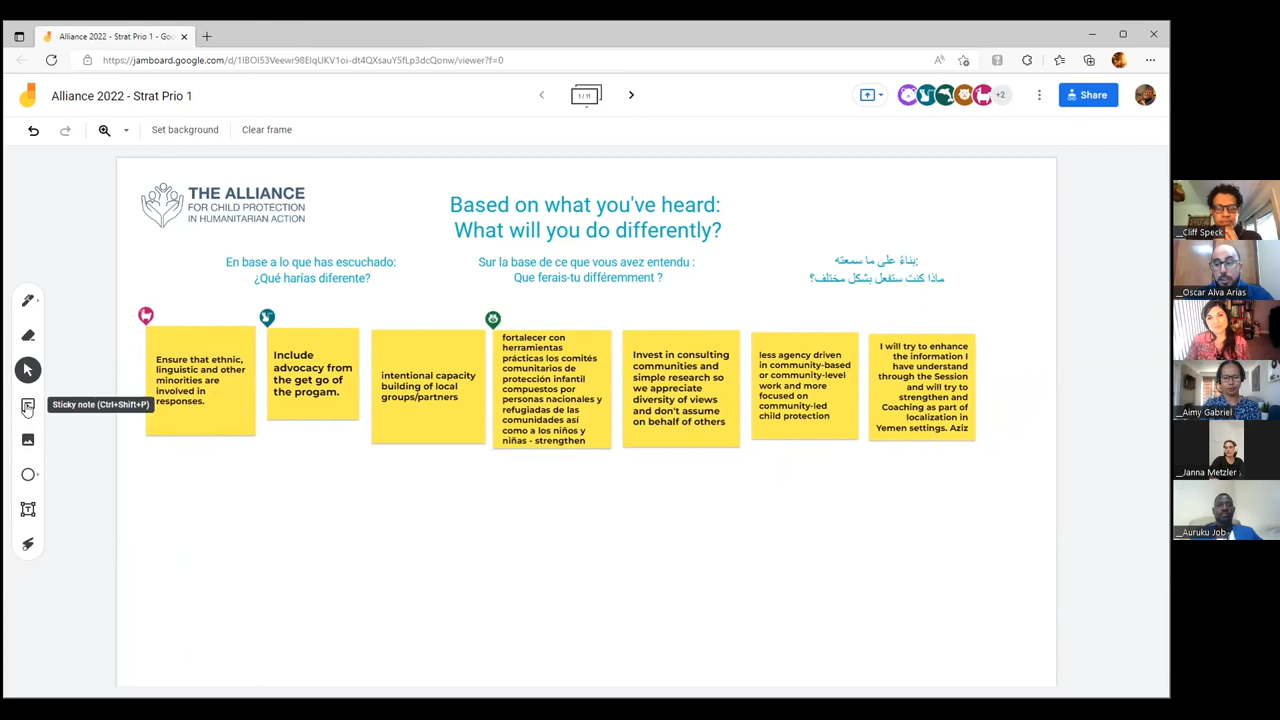 Alliance 2022 - Strat Prio 1 - Goo
https://jamboard.google.com/d/1IBOI53Veewr98ElqUKV1oi-dt4QXsauY5fLp3dcQonw/viewer?f=0
Alliance 2022 - Strat Prio 1
1 / 11
+2
Share
Set background
Clear frame
THE ALLIANCE
FOR CHILD PROTECTION
IN HUMANITARIAN ACTION
Based on what you've heard:
What will you do differently?
En base a lo que has escuchado:
¿Qué harías diferente?
Sur la base de ce que vous avez entendu :
Que ferais-tu différemment ?
بناءً على ما سمعته:
ماذا كنت ستفعل بشكل مختلف؟
Ensure that ethnic,
linguistic and other
minorities are
involved in
responses.
Include
advocacy from
the get go of
the progam.
intentional capacity
building of local
groups/partners
fortalecer con
herramientas
prácticas los comités
comunitarios de
protección infantil
compuestos por
personas nacionales y
refugiadas de las
comunidades así
como a los niños y
niñas - strengthen
Invest in consulting
communities and
simple research so
we appreciate
diversity of views
and don't assume
on behalf of others
less agency driven
in community-based
or community-level
work and more
focused on
community-led
child protection
I will try to enhance
the information I
have understand
through the Session
and will try to
strengthen and
Coaching as part of
localization in
Yemen settings. Aziz
Sticky note (Ctrl+Shift+P)
__Cliff Speck
__Oscar Alva Arias
__Aimy Gabriel
__Janna Metzler
__Auruku Job